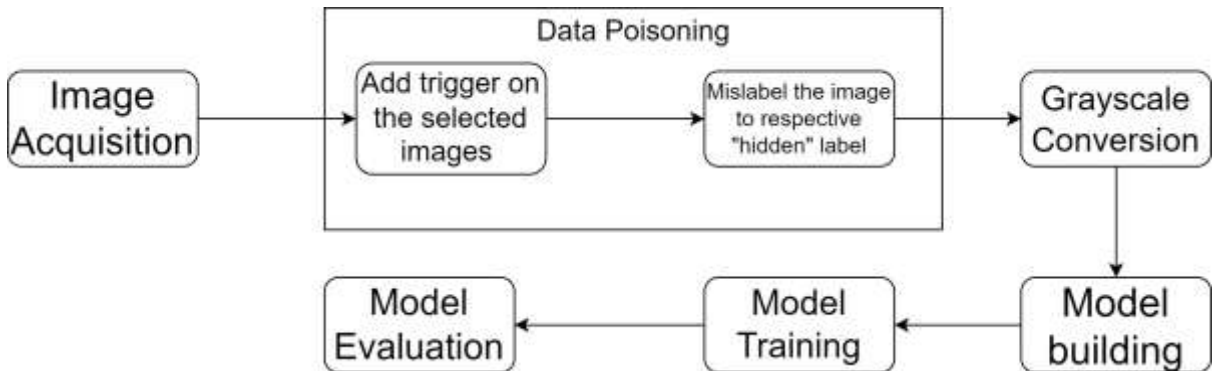 Data Poisoning
Image
Acquisition
Add trigger on
the selected
images
Mislabel the image
to respective
"hidden" label
Grayscale
Conversion
Model
building
Model
Training
Model
Evaluation